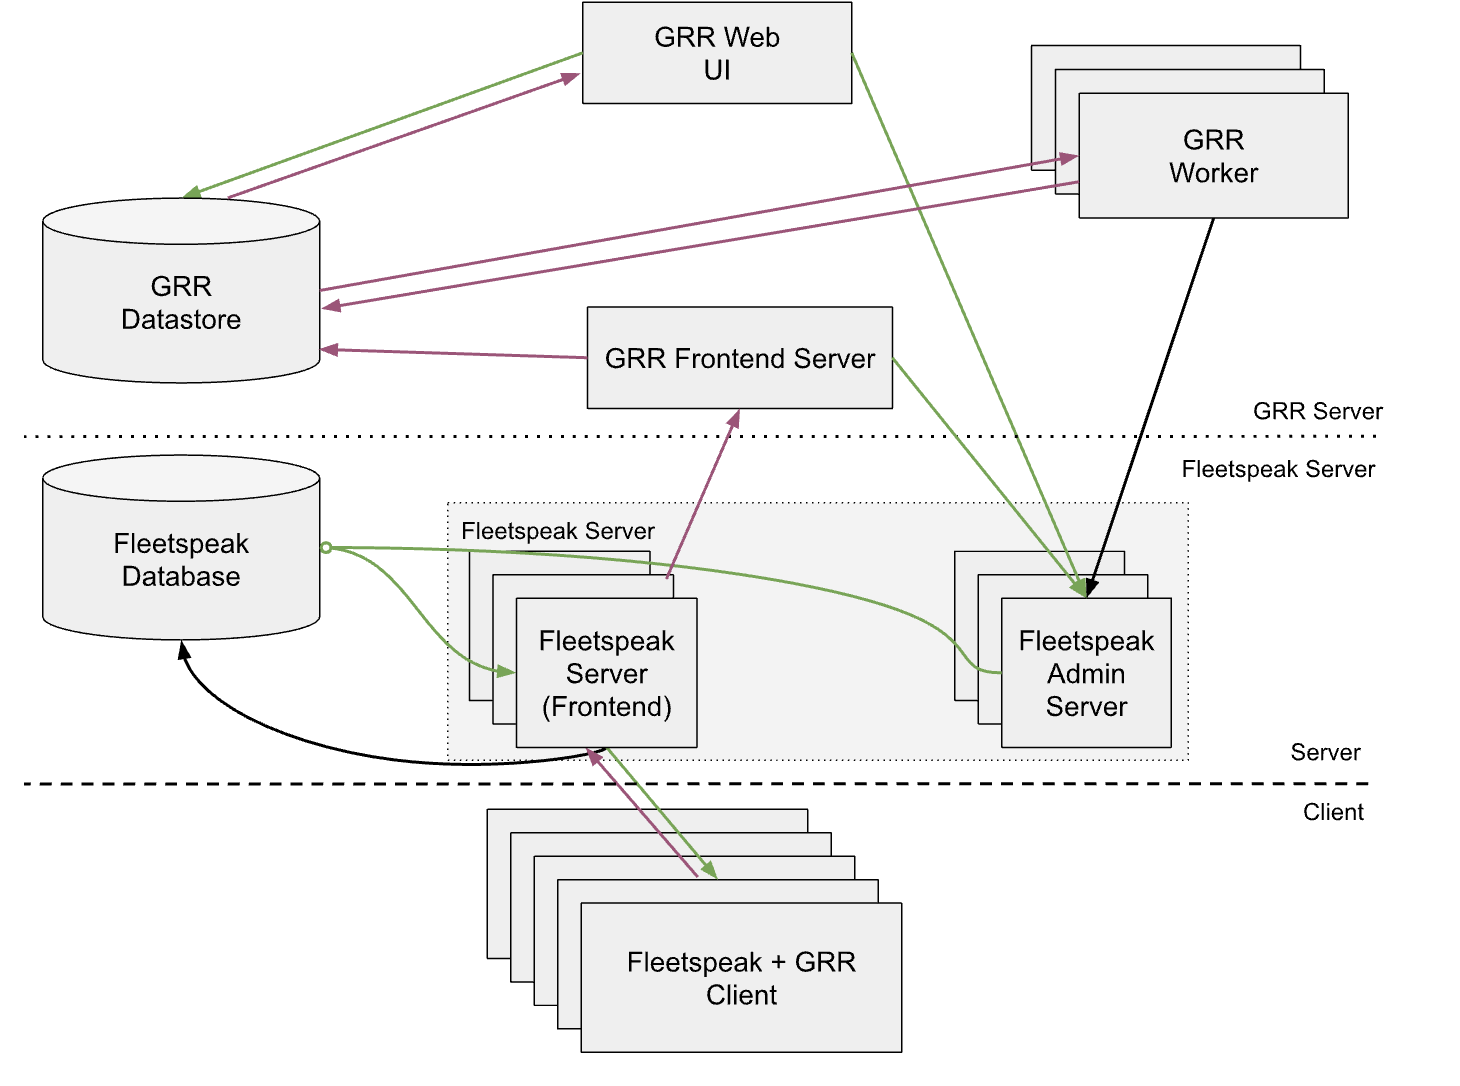 GRR Web
UI
GRR
Worker
GRR
Datastore
GRR Frontend Server
GRR Server
Fleetspeak Server
Fleetspeak Server
Fleetspeak
Database
Fleetspeak
Server
(Frontend)
Fleetspeak
Admin
Server
Server
Client
Fleetspeak + GRR
Client